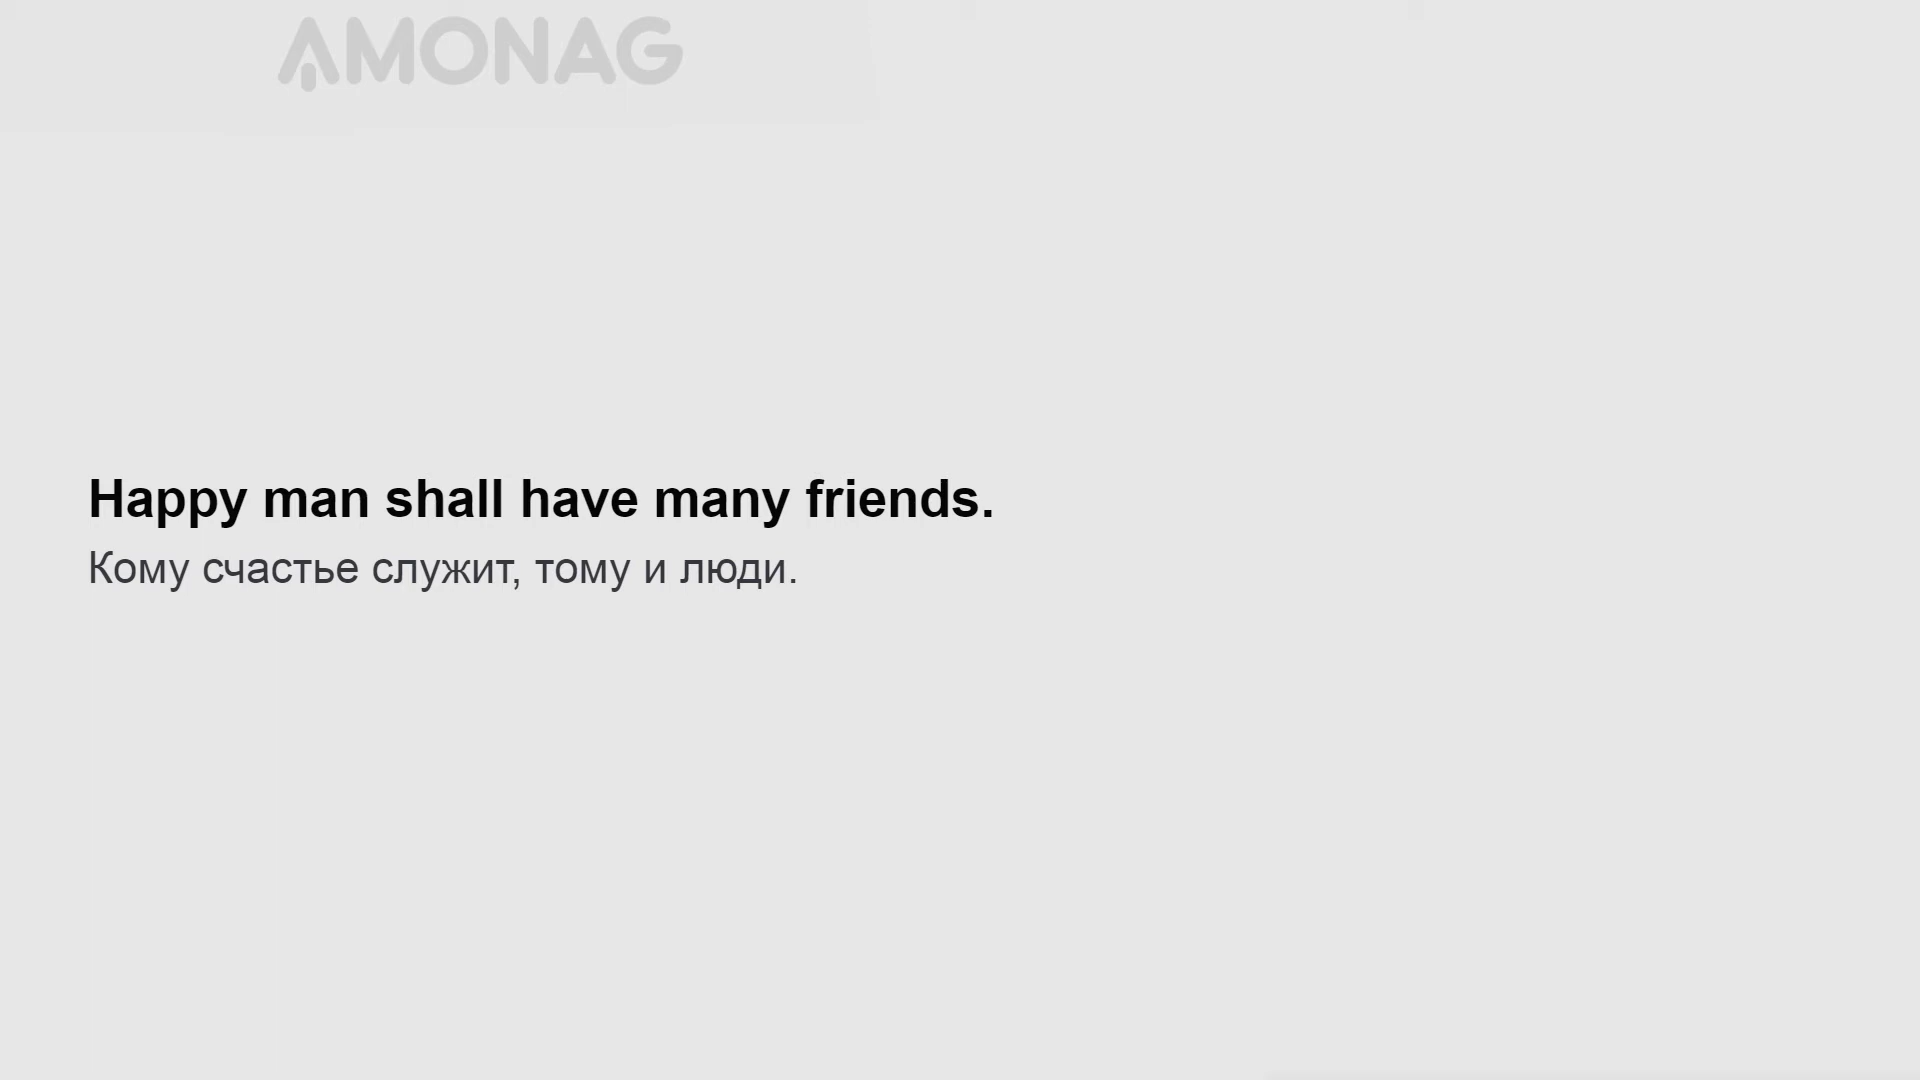 AMONAG
Happy man shall have many friends.
Кому счастье служит, тому и люди.